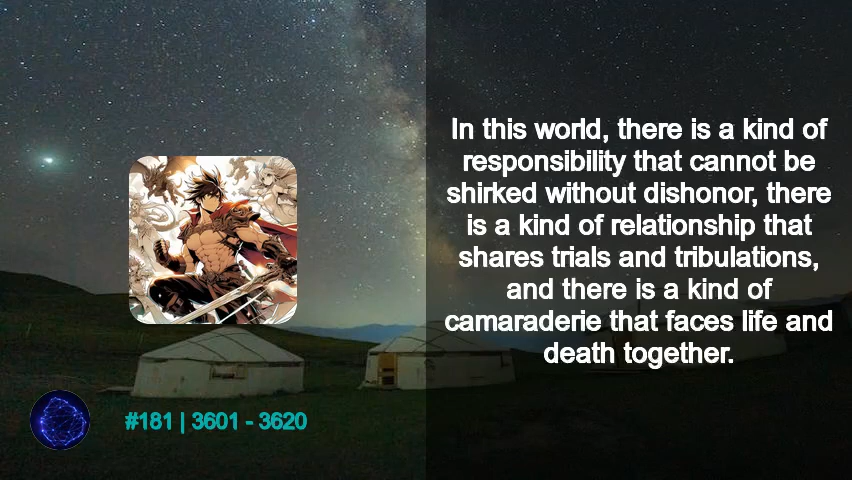 In this world, there is a kind of
responsibility that cannot be
shirked without dishonor, there
is a kind of relationship that
shares trials and tribulations,
and there is a kind of
camaraderie that faces life and
death together.
#181 | 3601 - 3620